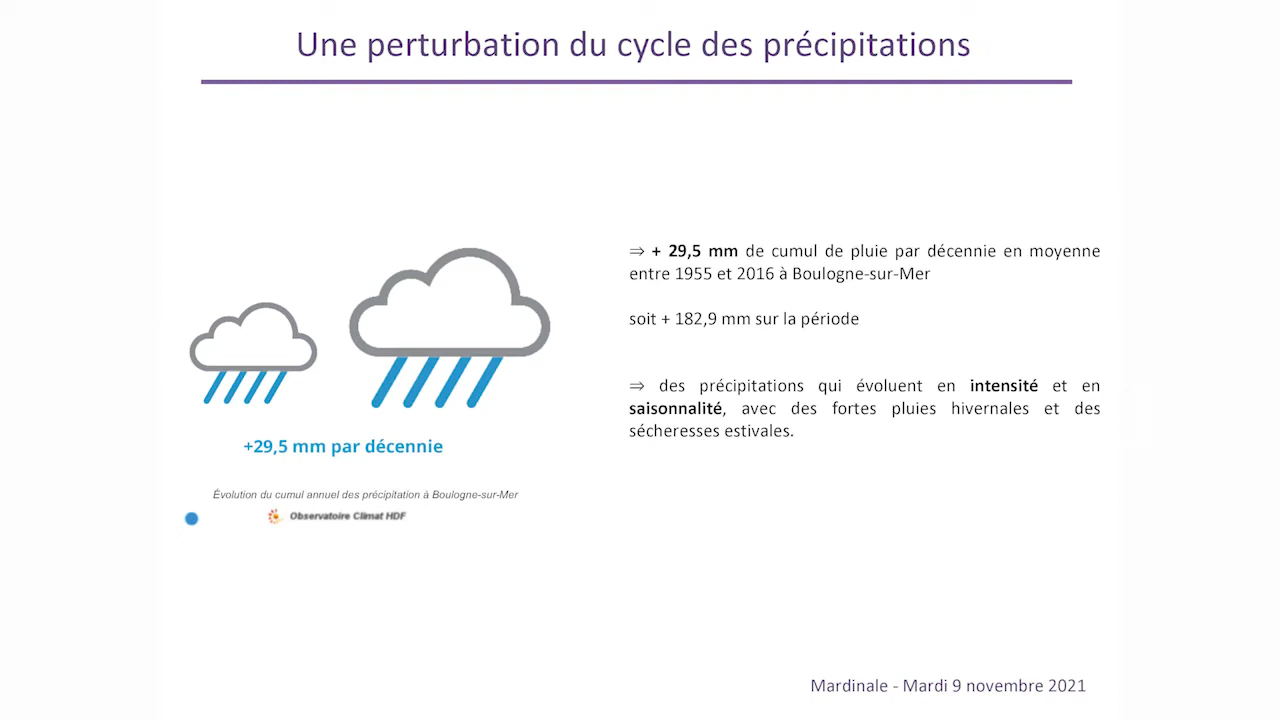 Une perturbation du cycle des précipitations
⇒ + 29,5 mm de cumul de pluie par décennie en moyenne
entre 1955 et 2016 à Boulogne-sur-Mer
soit + 182,9 mm sur la période
⇒ des précipitations qui évoluent en intensité et en
saisonnalité, avec des fortes pluies hivernales et des
sécheresses estivales.
+29,5 mm par décennie
Évolution du cumul annuel des précipitation à Boulogne-sur-Mer
Observatoire Climat HDF
Mardinale - Mardi 9 novembre 2021